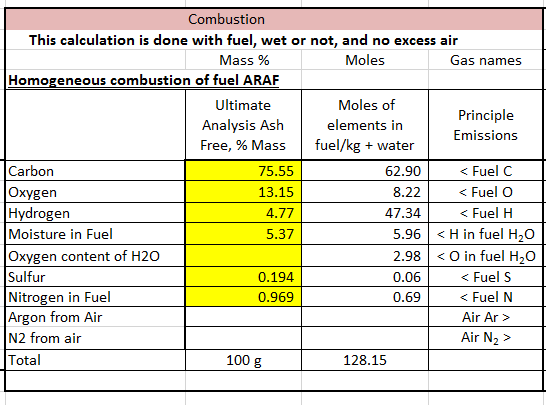 Combustion
This calculation is done with fuel, wet or not, and no excess air
Mass % Moles Gas names
Homogeneous combustion of fuel ARAF
Ultimate Analysis Ash Free, % Mass Moles of elements in fuel/kg + water Principle Emissions
Carbon 75.55 62.90 < Fuel C
Oxygen 13.15 8.22 < Fuel O
Hydrogen 4.77 47.34 < Fuel H
Moisture in Fuel 5.37 5.96 < H in fuel H₂O
Oxygen content of H2O 2.98 < O in fuel H₂O
Sulfur 0.194 0.06 < Fuel S
Nitrogen in Fuel 0.969 0.69 < Fuel N
Argon from Air Air Ar >
N2 from air Air N₂ >
Total 100 g 128.15